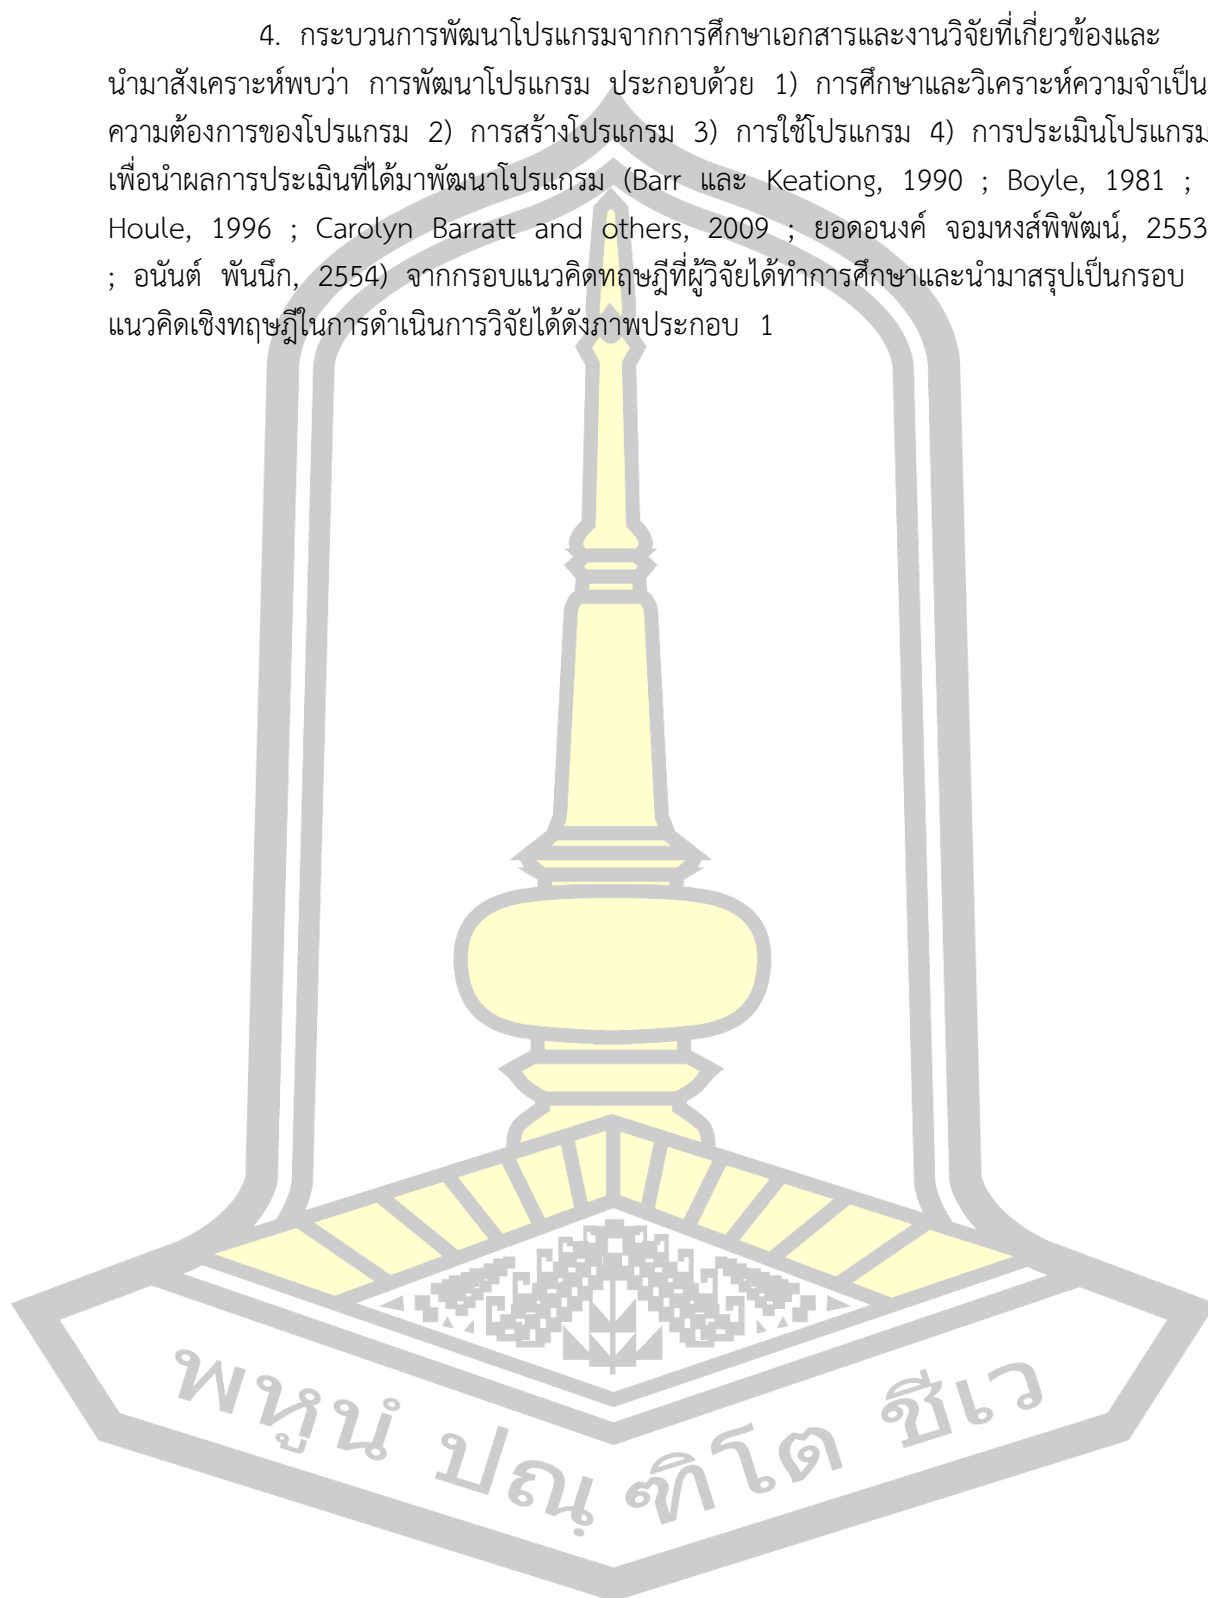 4. กระบวนการพัฒนาโปรแกรมจากการศึกษาเอกสารและงานวิจัยที่เกี่ยวข้องและ
นำมาสังเคราะห์พบว่า การพัฒนาโปรแกรม ประกอบด้วย 1) การศึกษาและวิเคราะห์ความจำเป็น
ความต้องการของโปรแกรม 2) การสร้างโปรแกรม 3) การใช้โปรแกรม 4) การประเมินโปรแกรม
เพื่อนำผลการประเมินที่ได้มาพัฒนาโปรแกรม (Barr และ Keationg, 1990 ; Boyle, 1981 ;
Houle, 1996 ; Carolyn Barratt and others, 2009 ; ยอดอนงค์ จอมหงส์พิพัฒน์, 2553
; อนันต์ พันนึก, 2554) จากกรอบแนวคิดทฤษฎีที่ผู้วิจัยได้ทำการศึกษาและนำมาสรุปเป็นกรอบ
แนวคิดเชิงทฤษฎีในการดำเนินการวิจัยได้ดังภาพประกอบ 1
พหูนํ ปณฺฑิโต ชีเว